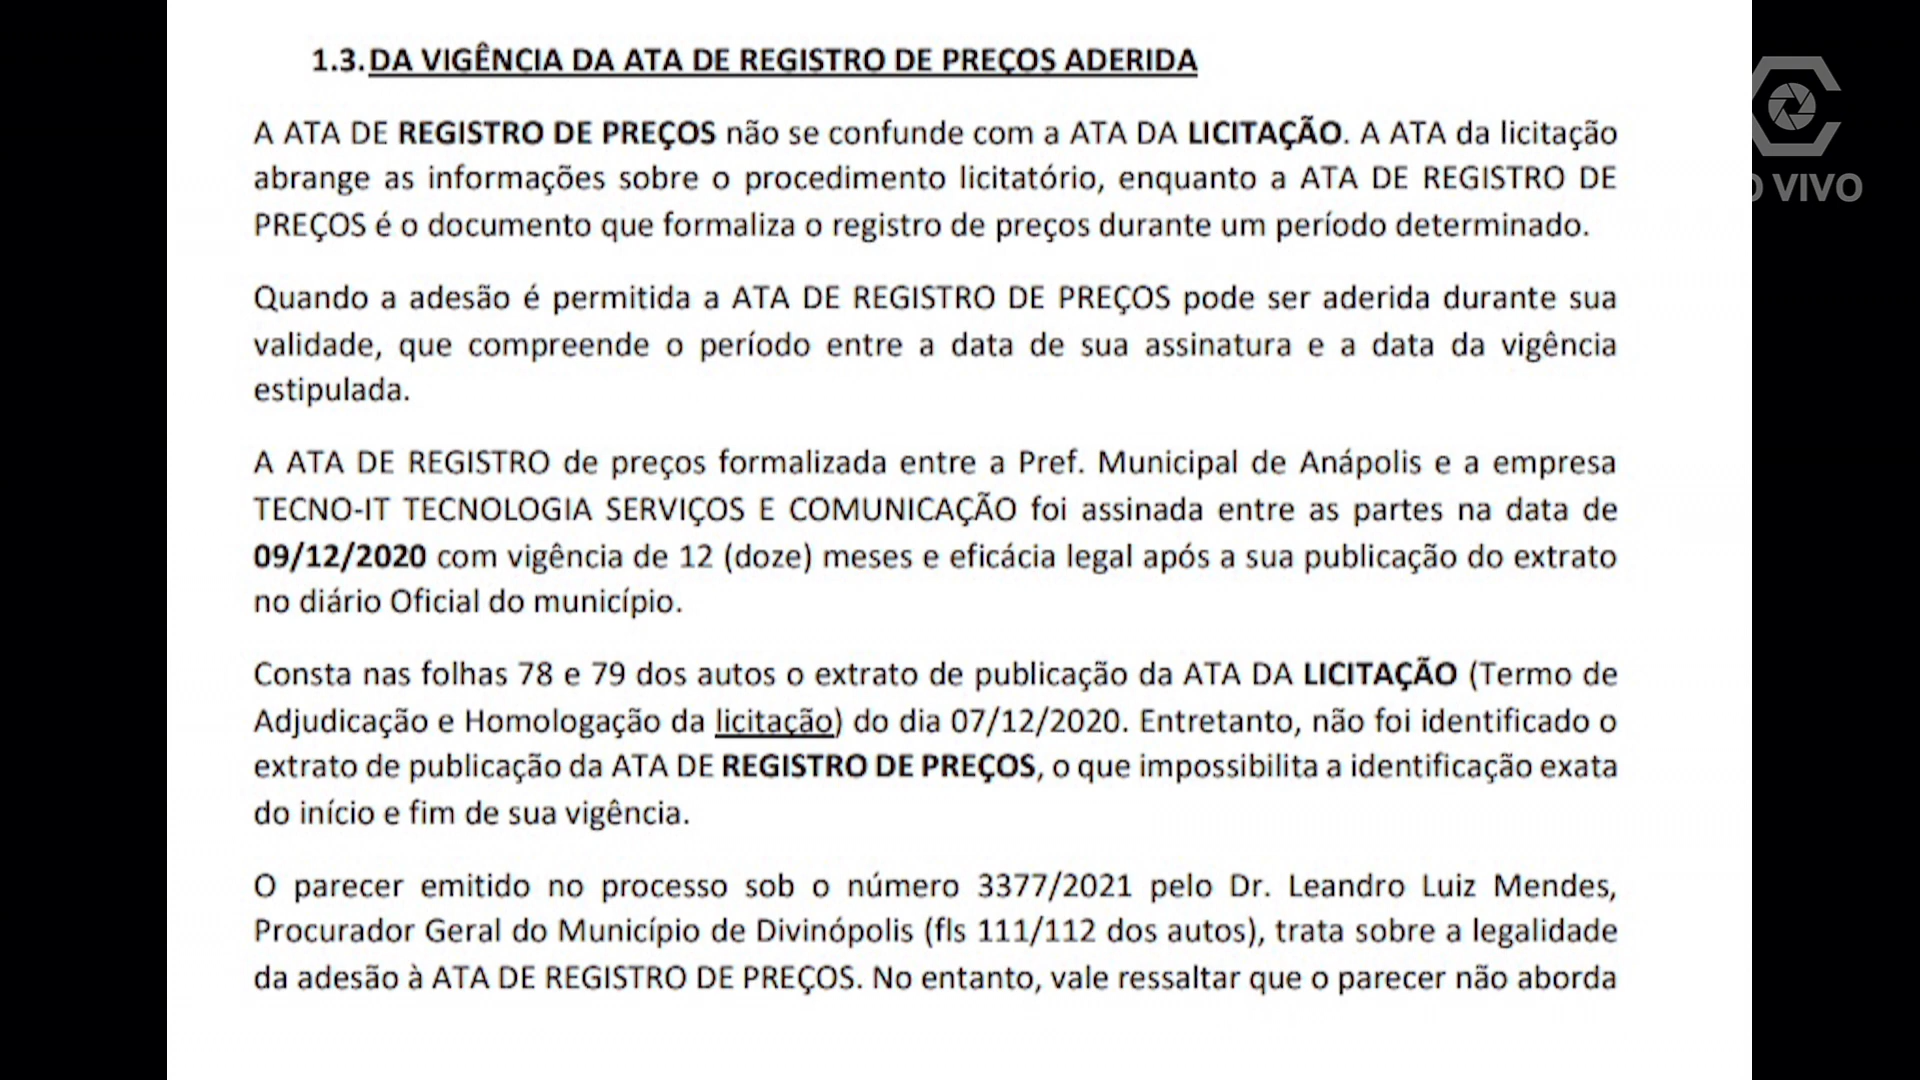 1.3. DA VIGÊNCIA DA ATA DE REGISTRO DE PREÇOS ADERIDA
A ATA DE REGISTRO DE PREÇOS não se confunde com a ATA DA LICITAÇÃO. A ATA da licitação
abrange as informações sobre o procedimento licitatório, enquanto a ATA DE REGISTRO DE
PREÇOS é o documento que formaliza o registro de preços durante um período determinado.
Quando a adesão é permitida a ATA DE REGISTRO DE PREÇOS pode ser aderida durante sua
validade, que compreende o período entre a data de sua assinatura e a data da vigência
estipulada.
A ATA DE REGISTRO de preços formalizada entre a Pref. Municipal de Anápolis e a empresa
TECNO-IT TECNOLOGIA SERVIÇOS E COMUNICAÇÃO foi assinada entre as partes na data de
09/12/2020 com vigência de 12 (doze) meses e eficácia legal após a sua publicação do extrato
no diário Oficial do município.
Consta nas folhas 78 e 79 dos autos o extrato de publicação da ATA DA LICITAÇÃO (Termo de
Adjudicação e Homologação da licitação) do dia 07/12/2020. Entretanto, não foi identificado o
extrato de publicação da ATA DE REGISTRO DE PREÇOS, o que impossibilita a identificação exata
do início e fim de sua vigência.
O parecer emitido no processo sob o número 3377/2021 pelo Dr. Leandro Luiz Mendes,
Procurador Geral do Município de Divinópolis (fls 111/112 dos autos), trata sobre a legalidade
da adesão à ATA DE REGISTRO DE PREÇOS. No entanto, vale ressaltar que o parecer não aborda
O VIVO